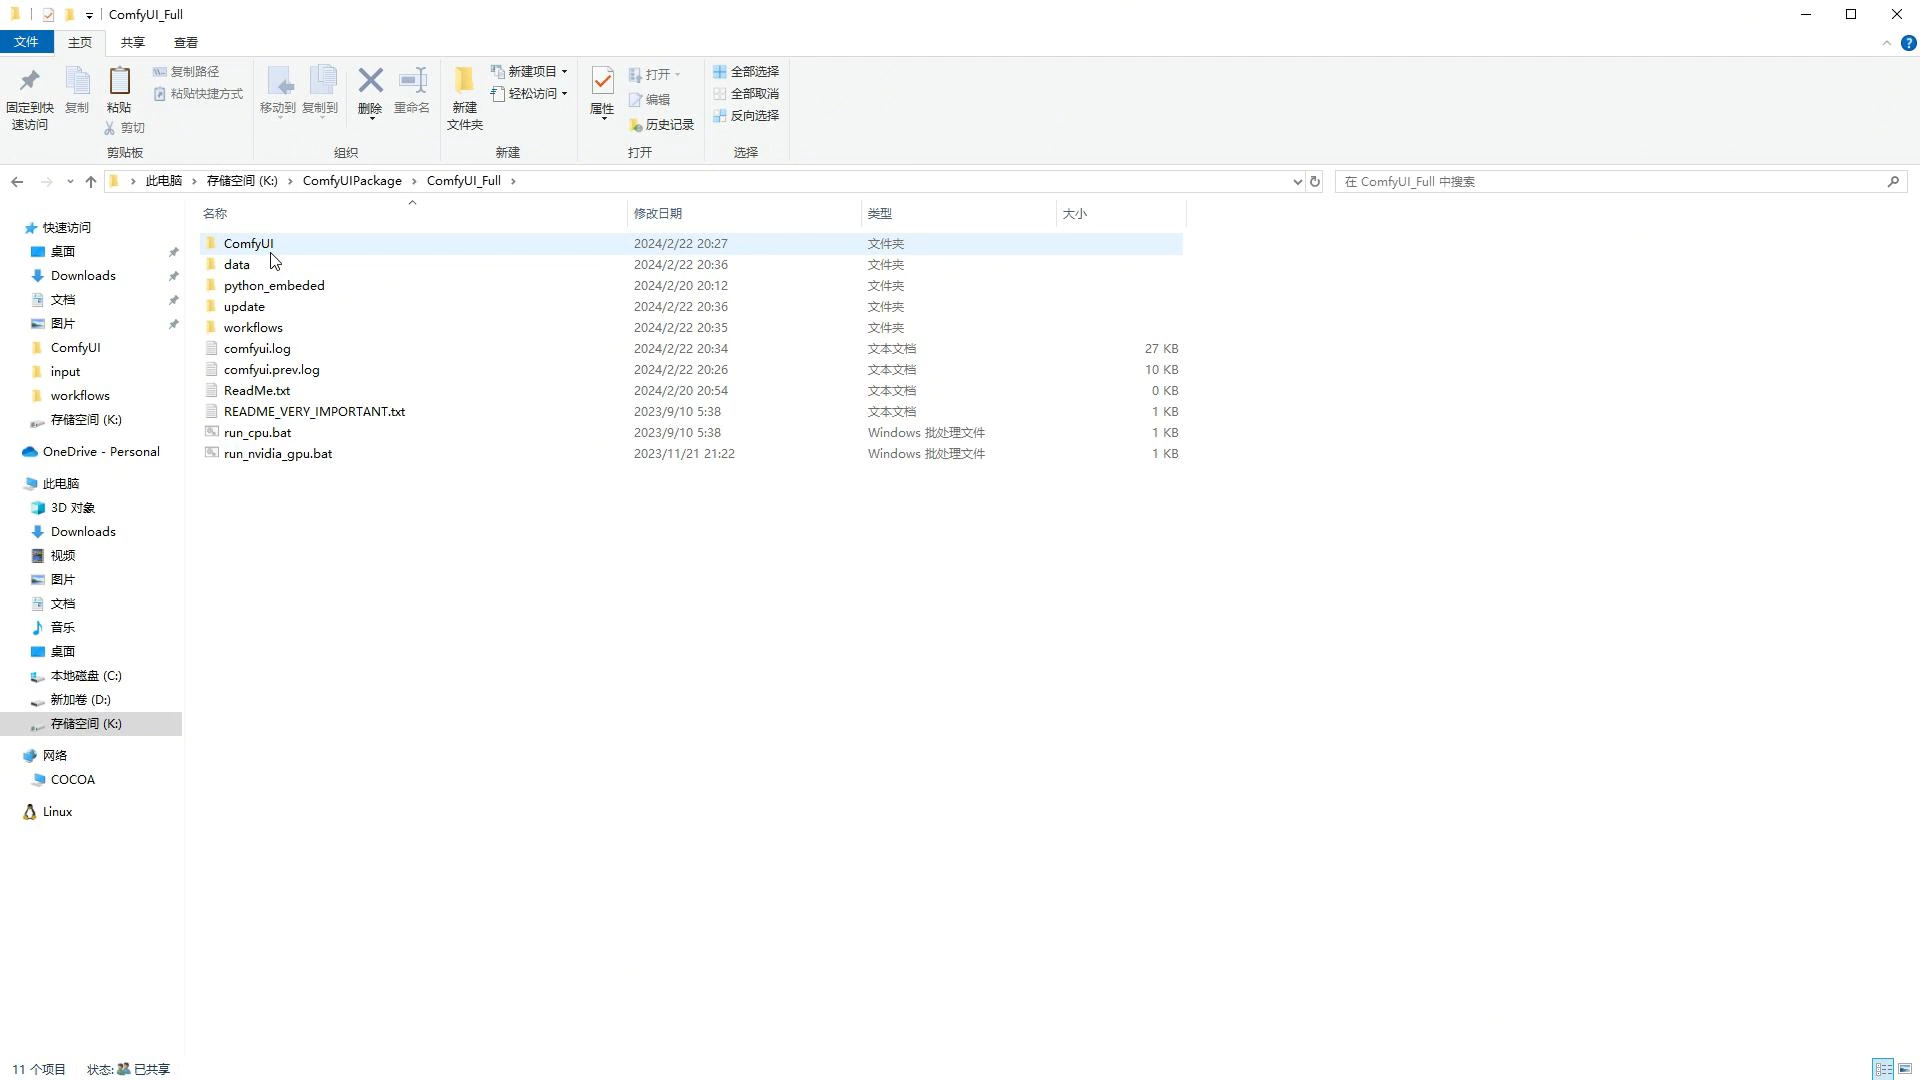 ComfyUI_Full
文件 主页 共享 查看
固定到快
速访问
复制
粘贴
复制路径
粘贴快捷方式
剪切
剪贴板
移动到 复制到 删除 重命名
组织
新建
文件夹
新建项目
轻松访问
新建
属性
打开
编辑
历史记录
打开
全部选择
全部取消
反向选择
选择
此电脑 存储空间 (K:) ComfyUIPackage ComfyUI_Full
在 ComfyUI_Full 中搜索
快速访问
桌面
Downloads
文档
图片
ComfyUI
input
workflows
存储空间 (K:)
OneDrive - Personal
此电脑
3D 对象
Downloads
视频
图片
文档
音乐
桌面
本地磁盘 (C:)
新加卷 (D:)
存储空间 (K:)
网络
COCOA
Linux
名称 修改日期 类型 大小
ComfyUI 2024/2/22 20:27 文件夹
data 2024/2/22 20:36 文件夹
python_embeded 2024/2/20 20:12 文件夹
update 2024/2/22 20:36 文件夹
workflows 2024/2/22 20:35 文件夹
comfyui.log 2024/2/22 20:34 文本文档 27 KB
comfyui.prev.log 2024/2/22 20:26 文本文档 10 KB
ReadMe.txt 2024/2/20 20:54 文本文档 0 KB
README_VERY_IMPORTANT.txt 2023/9/10 5:38 文本文档 1 KB
run_cpu.bat 2023/9/10 5:38 Windows 批处理文件 1 KB
run_nvidia_gpu.bat 2023/11/21 21:22 Windows 批处理文件 1 KB
11 个项目 状态: 已共享